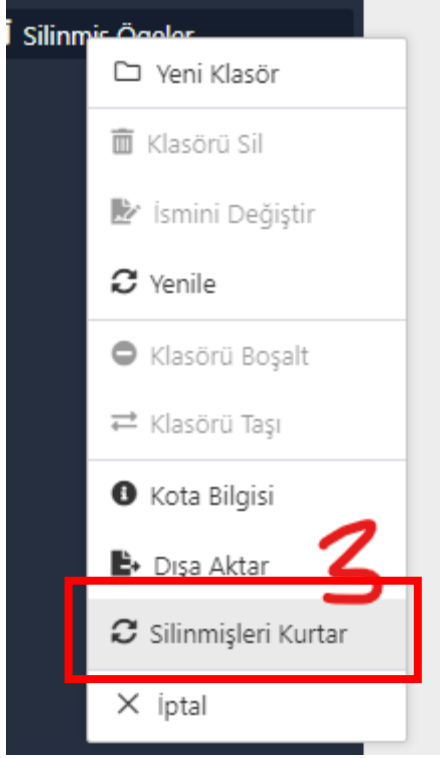 Silinmiş Ögeler
Yeni Klasör
Klasörü Sil
İsmini Değiştir
Yenile
Klasörü Boşalt
Klasörü Taşı
Kota Bilgisi
Dışa Aktar
3
Silinmişleri Kurtar
İptal